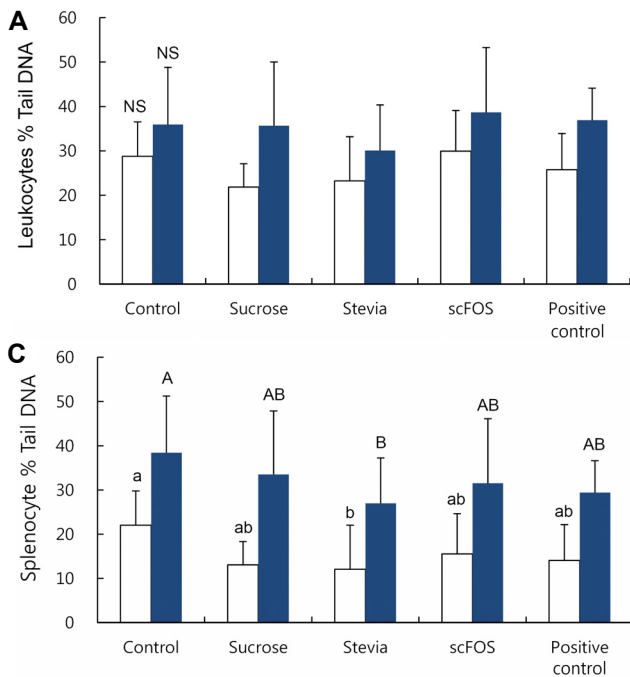 A
Leukocytes % Tail DNA
60
50
40
30
20
10
0
NS
NS
Control
Sucrose
Stevia
scFOS
Positive
control
C
Splenocyte % Tail DNA
60
50
40
30
20
10
0
a
A
ab
AB
b
B
ab
AB
ab
AB
Control
Sucrose
Stevia
scFOS
Positive
control